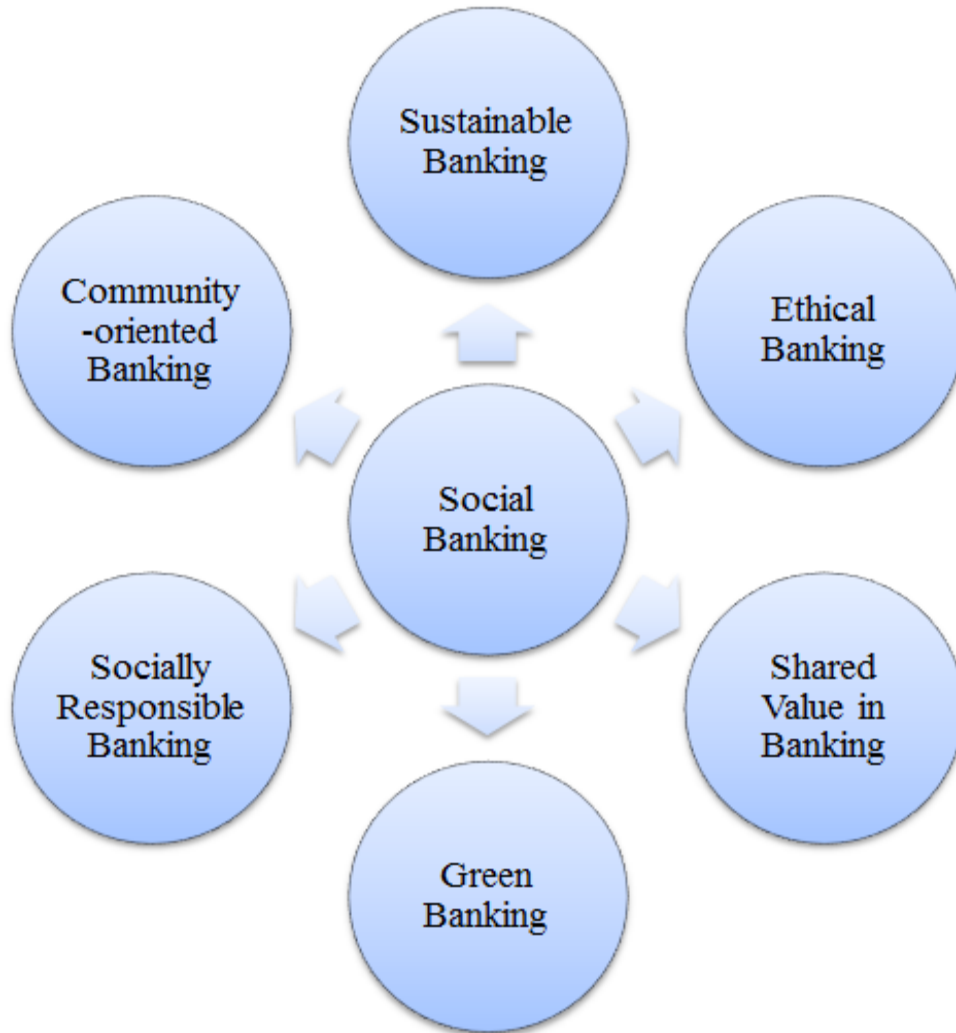 Sustainable
Banking
Community
-oriented
Banking
Ethical
Banking
Social
Banking
Socially
Responsible
Banking
Shared
Value in
Banking
Green
Banking